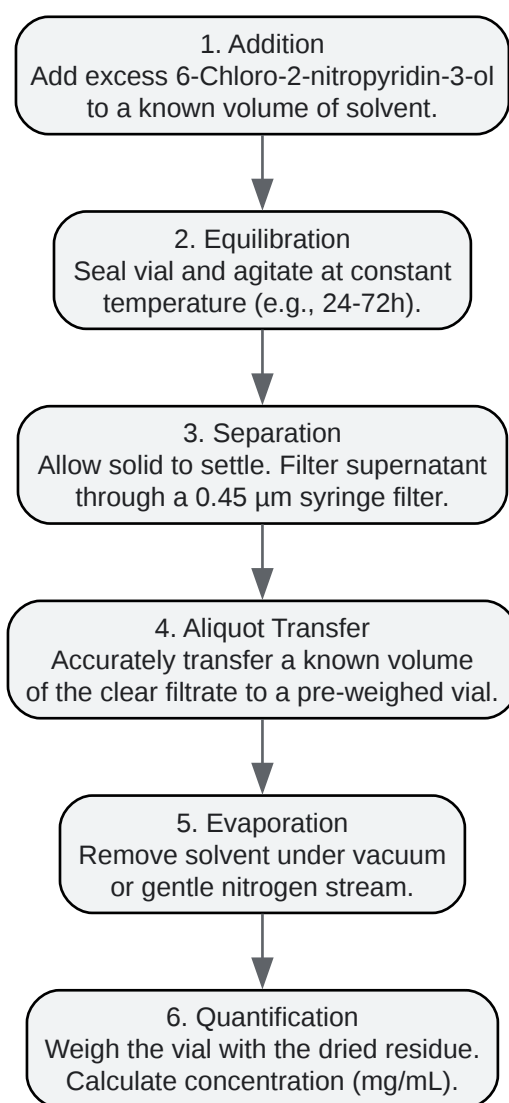 1. Addition
Add excess 6-Chloro-2-nitropyridin-3-ol
to a known volume of solvent.
2. Equilibration
Seal vial and agitate at constant
temperature (e.g., 24-72h).
3. Separation
Allow solid to settle. Filter supernatant
through a 0.45 µm syringe filter.
4. Aliquot Transfer
Accurately transfer a known volume
of the clear filtrate to a pre-weighed vial.
5. Evaporation
Remove solvent under vacuum
or gentle nitrogen stream.
6. Quantification
Weigh the vial with the dried residue.
Calculate concentration (mg/mL).